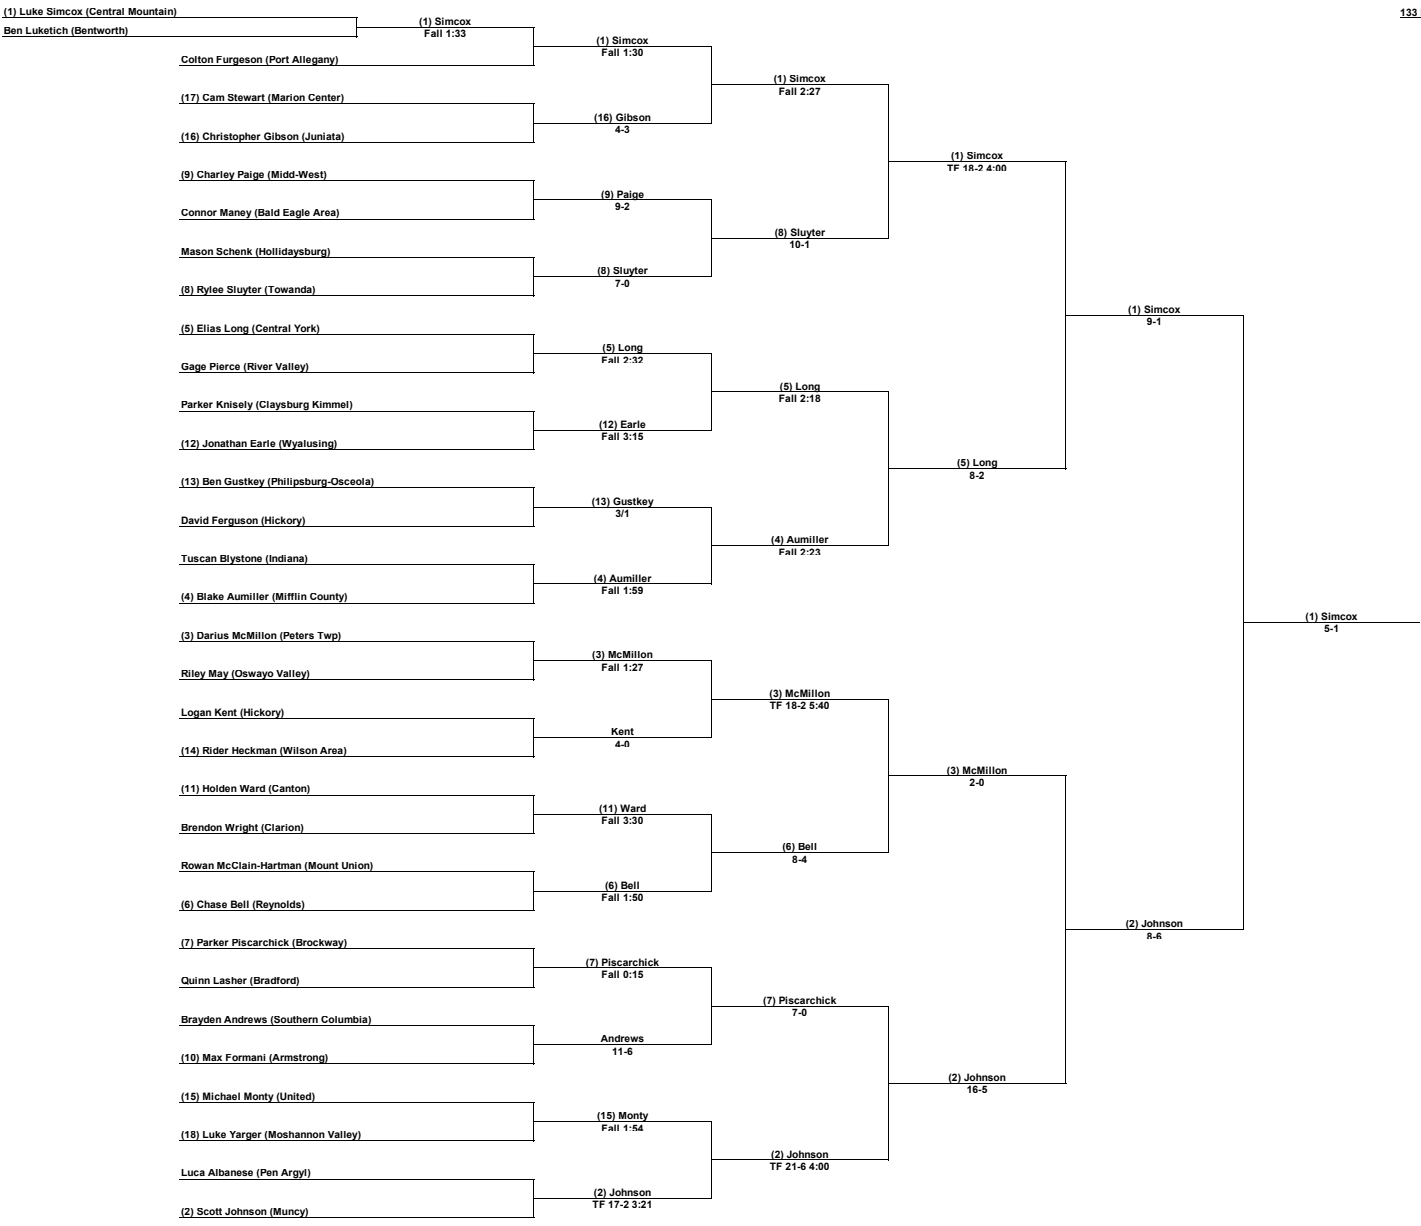 (1) Luke Simcox (Central Mountain)
133
Ben Luketich (Bentworth)
(1) Simcox
Fall 1:33
Colton Furgeson (Port Allegany)
(1) Simcox
Fall 1:30
(17) Cam Stewart (Marion Center)
(16) Christopher Gibson (Juniata)
(16) Gibson
4-3
(1) Simcox
Fall 2:27
(9) Charley Paige (Midd-West)
Connor Maney (Bald Eagle Area)
(9) Paige
9-2
Mason Schenk (Hollidaysburg)
(8) Rylee Sluyter (Towanda)
(8) Sluyter
7-0
(8) Sluyter
10-1
(1) Simcox
TF 18-2 4:00
(5) Elias Long (Central York)
Gage Pierce (River Valley)
(5) Long
Fall 2:32
Parker Knisely (Claysburg Kimmel)
(12) Jonathan Earle (Wyalusing)
(12) Earle
Fall 3:15
(5) Long
Fall 2:18
(13) Ben Gustkey (Philipsburg-Osceola)
David Ferguson (Hickory)
(13) Gustkey
3/1
Tuscan Blystone (Indiana)
(4) Blake Aumiller (Mifflin County)
(4) Aumiller
Fall 1:59
(4) Aumiller
Fall 2:23
(5) Long
8-2
(1) Simcox
9-1
(3) Darius McMillon (Peters Twp)
Riley May (Oswayo Valley)
(3) McMillon
Fall 1:27
Logan Kent (Hickory)
(14) Rider Heckman (Wilson Area)
Kent
4-0
(3) McMillon
TF 18-2 5:40
(11) Holden Ward (Canton)
Brendon Wright (Clarion)
(11) Ward
Fall 3:30
Rowan McClain-Hartman (Mount Union)
(6) Chase Bell (Reynolds)
(6) Bell
Fall 1:50
(6) Bell
8-4
(3) McMillon
2-0
(7) Parker Piscarchick (Brockway)
Quinn Lasher (Bradford)
(7) Piscarchick
Fall 0:15
Brayden Andrews (Southern Columbia)
(10) Max Formani (Armstrong)
Andrews
11-6
(7) Piscarchick
7-0
(15) Michael Monty (United)
(18) Luke Yarger (Moshannon Valley)
(15) Monty
Fall 1:54
Luca Albanese (Pen Argyl)
(2) Scott Johnson (Muncy)
(2) Johnson
TF 17-2 3:21
(2) Johnson
TF 21-6 4:00
(2) Johnson
16-5
(2) Johnson
8-6
(1) Simcox
5-1